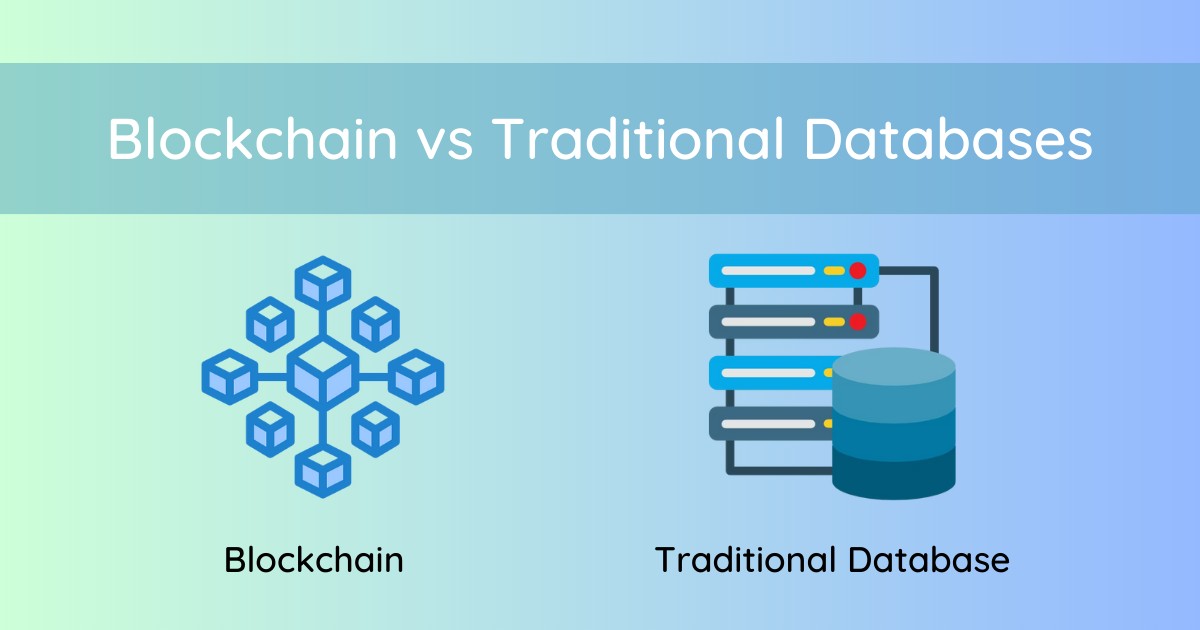 Blockchain vs Traditional Databases
Blockchain
Traditional Database